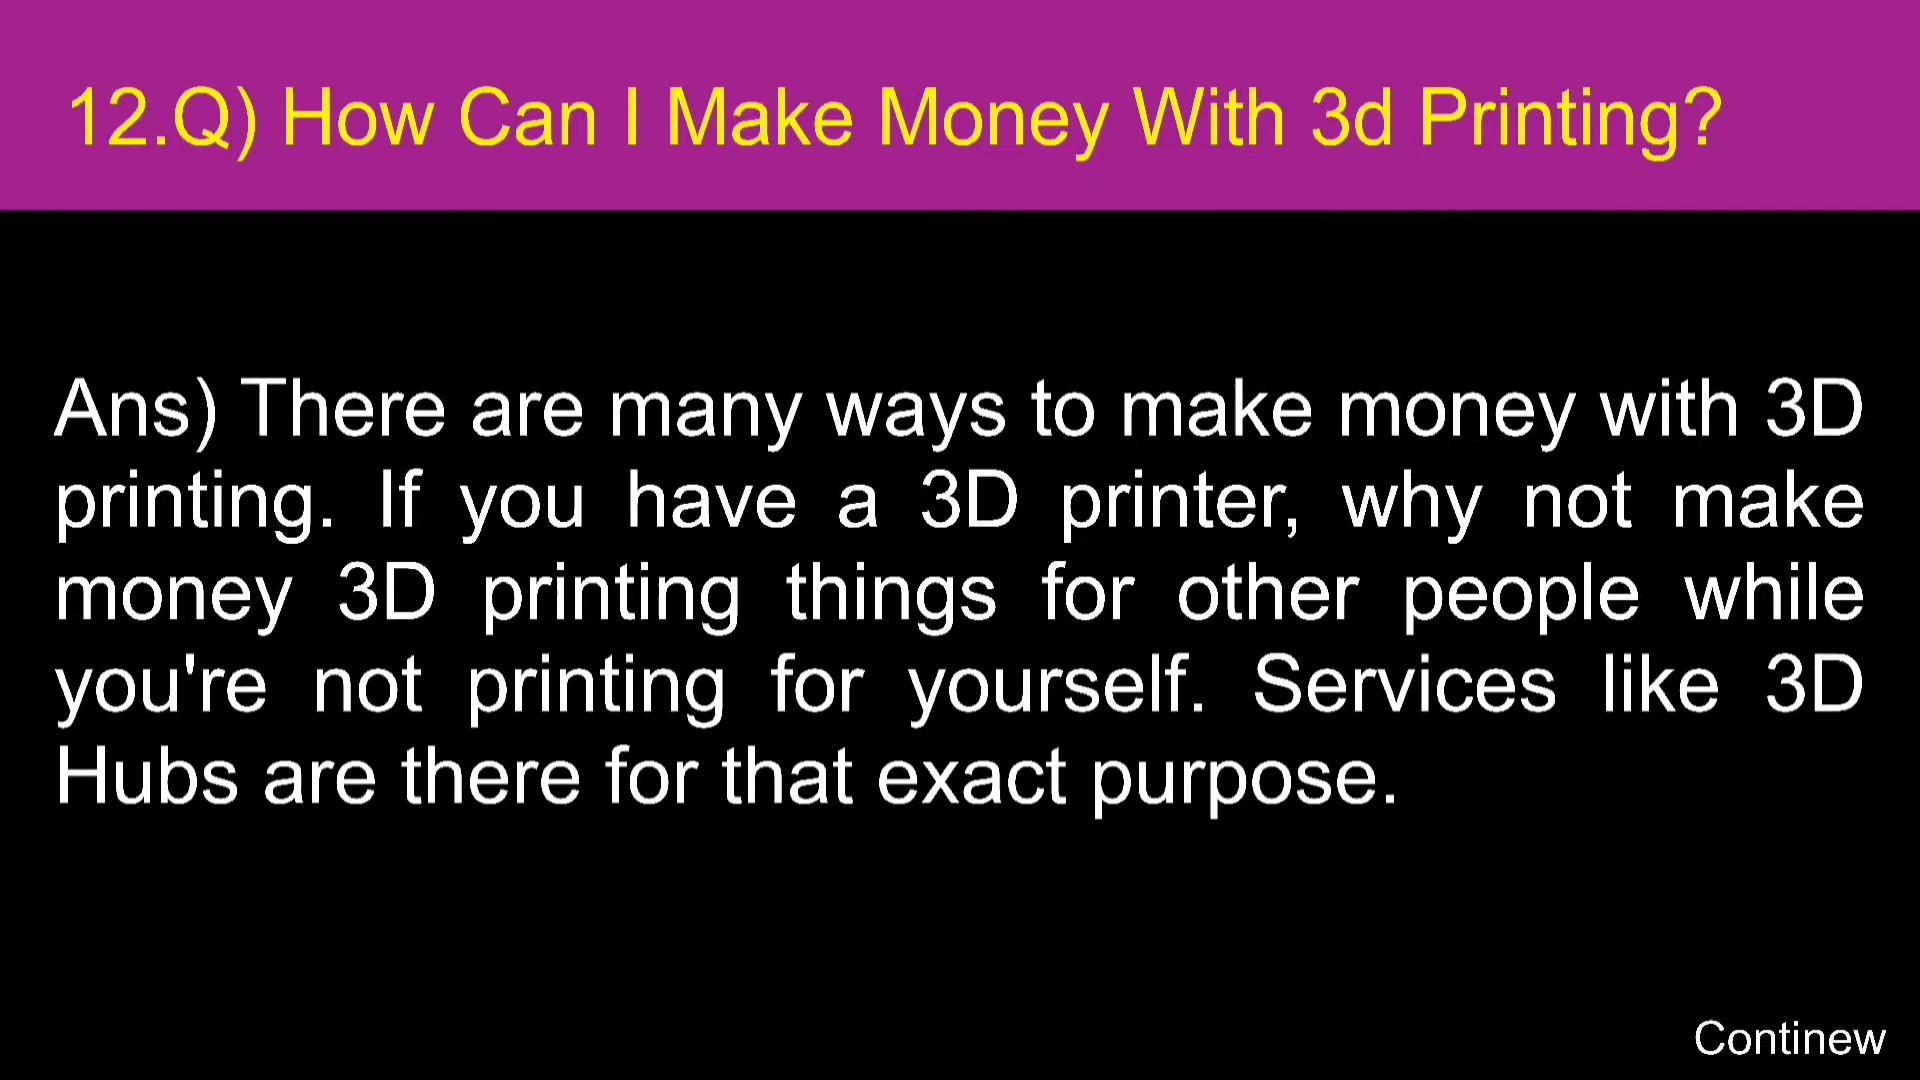 12.Q) How Can I Make Money With 3d Printing?
Ans) There are many ways to make money with 3D
printing. If you have a 3D printer, why not make
money 3D printing things for other people while
you're not printing for yourself. Services like 3D
Hubs are there for that exact purpose.
Continew